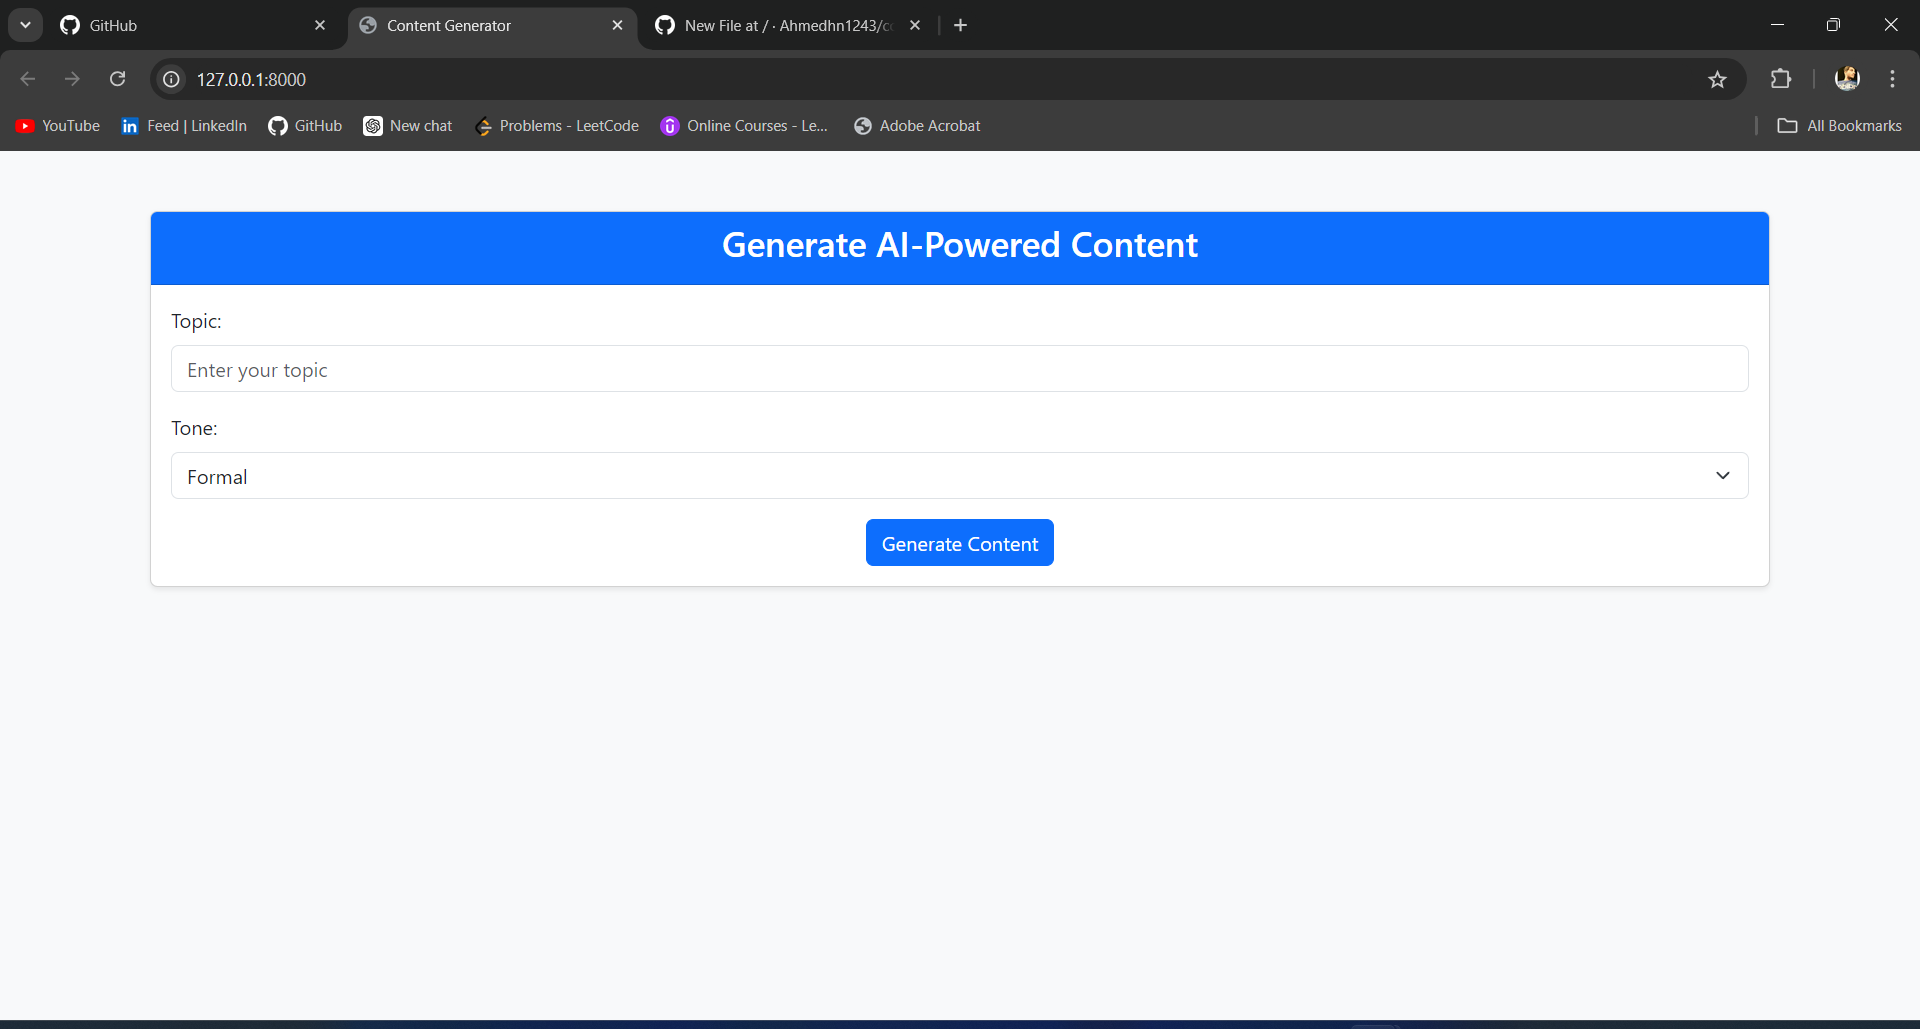 GitHub
Content Generator
New File at / · Ahmedhn1243/c
127.0.0.1:8000
YouTube
Feed | LinkedIn
GitHub
New chat
Problems - LeetCode
Online Courses - Le...
Adobe Acrobat
All Bookmarks
Generate AI-Powered Content
Topic:
Enter your topic
Tone:
Formal
Generate Content